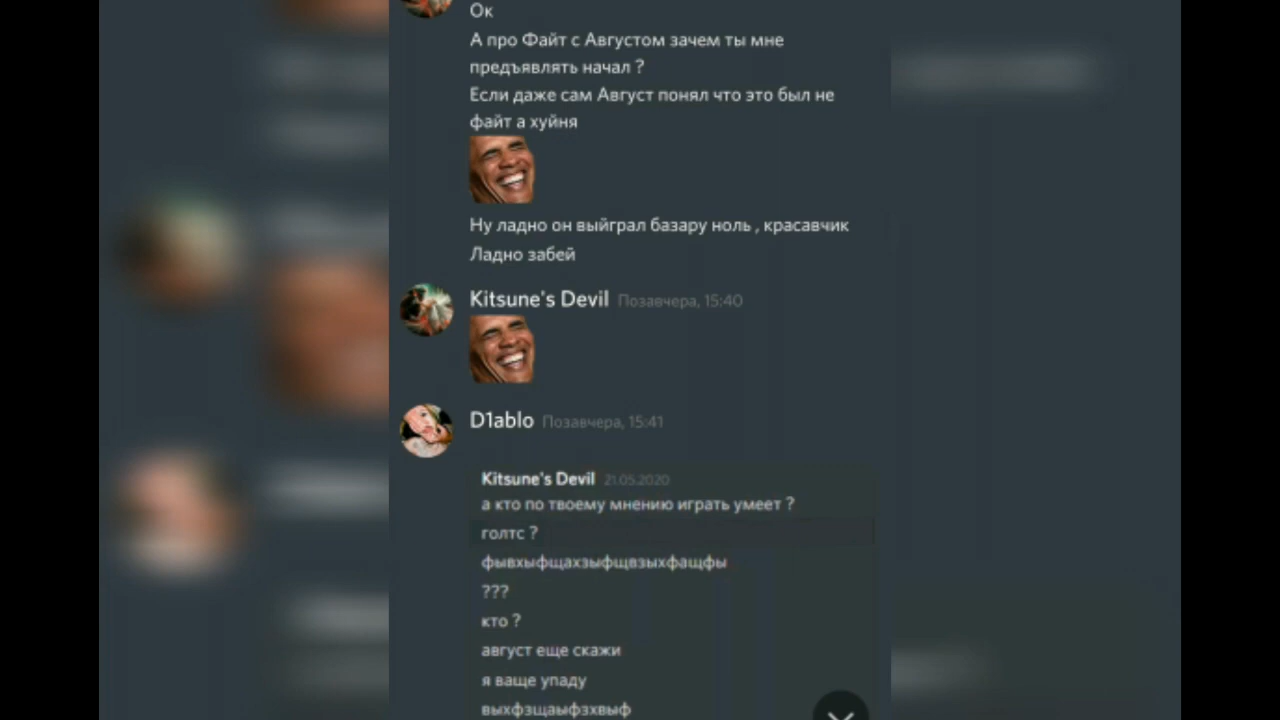 Ок
А про Файт с Августом зачем ты мне
предъявлять начал ?
Если даже сам Август понял что это был не
файт а хуйня
Ну ладно он выйграл базару ноль , красавчик
Ладно забей
Kitsune's Devil Позавчера, 15:40
D1ablo Позавчера, 15:41
Kitsune's Devil 21.05.2020
а кто по твоему мнению играть умеет ?
голтс ?
фывхыфщахзыфщвзыхфащфы
???
кто ?
август еще скажи
я ваще упаду
выхфзщаыфзхвыф